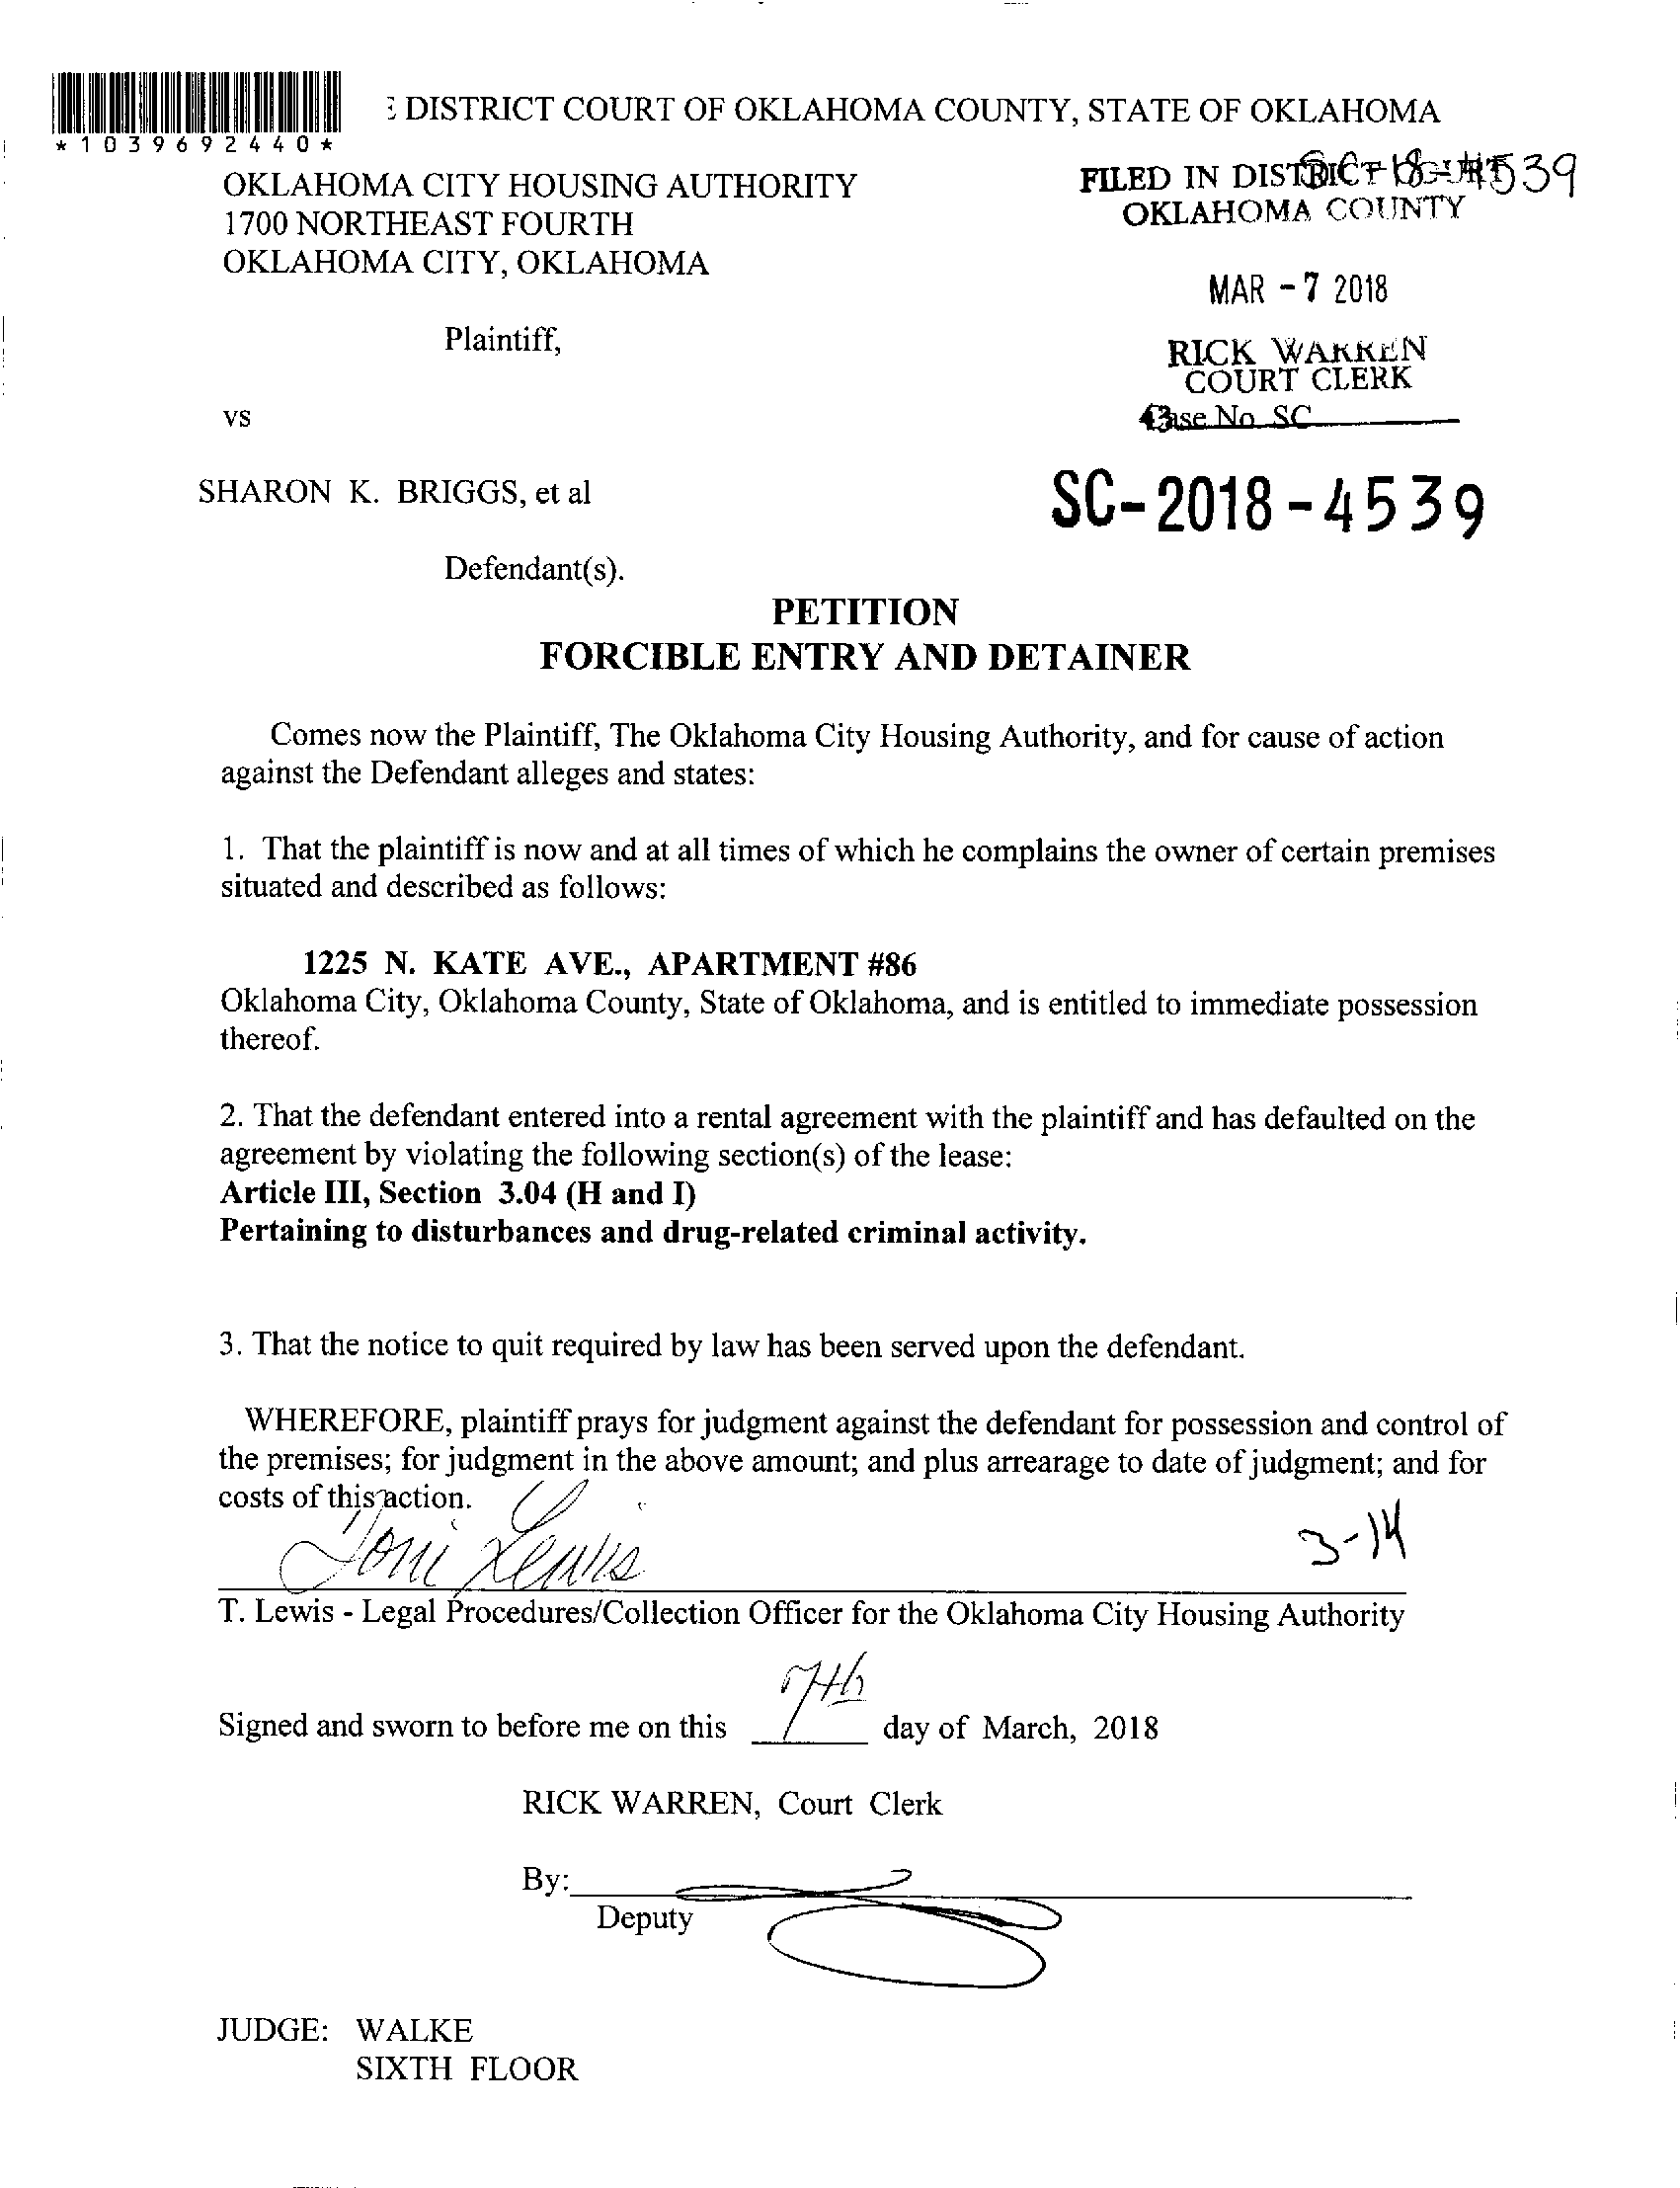 DISTRICT COURT OF OKLAHOMA COUNTY, STATE OF OKLAHOMA
*1039692440*
OKLAHOMA CITY HOUSING AUTHORITY
1700 NORTHEAST FOURTH
OKLAHOMA CITY, OKLAHOMA
FILED IN DISTRICT COURT
OKLAHOMA COUNTY
SC-18-4539
MAR - 7 2018
Plaintiff,
RICK WARREN
COURT CLERK
43
Case No. SC
vs
SHARON K. BRIGGS, et al
SC-2018-4539
Defendant(s).
PETITION
FORCIBLE ENTRY AND DETAINER
Comes now the Plaintiff, The Oklahoma City Housing Authority, and for cause of action
against the Defendant alleges and states:
1. That the plaintiff is now and at all times of which he complains the owner of certain premises
situated and described as follows:
1225 N. KATE AVE., APARTMENT #86
Oklahoma City, Oklahoma County, State of Oklahoma, and is entitled to immediate possession
thereof.
2. That the defendant entered into a rental agreement with the plaintiff and has defaulted on the
agreement by violating the following section(s) of the lease:
Article III, Section 3.04 (H and I)
Pertaining to disturbances and drug-related criminal activity.
3. That the notice to quit required by law has been served upon the defendant.
WHEREFORE, plaintiff prays for judgment against the defendant for possession and control of
the premises; for judgment in the above amount; and plus arrearage to date of judgment; and for
costs of this action.
Toni Lewis
3-14
T. Lewis - Legal Procedures/Collection Officer for the Oklahoma City Housing Authority
Signed and sworn to before me on this 7th day of March, 2018
RICK WARREN, Court Clerk
By:
Deputy
JUDGE: WALKE
SIXTH FLOOR